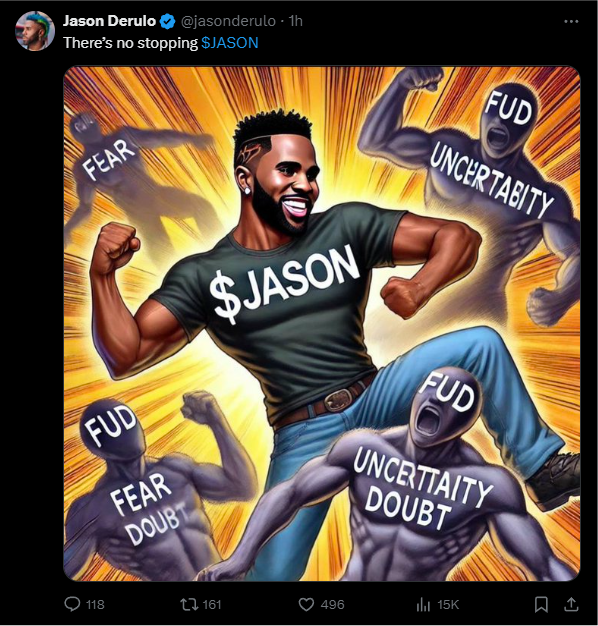 Jason Derulo @jasonderulo · 1h
There's no stopping $JASON
FEAR
FUD
UNCERTABITY
$JASON
FUD
FEAR
DOUBT
FUD
UNCERTTAITY
DOUBT
118 161 496 15K